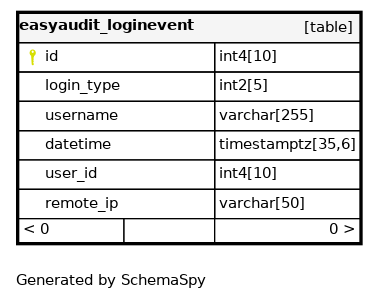 easyaudit_loginevent [table]
id int4[10]
login_type int2[5]
username varchar[255]
datetime timestamptz[35,6]
user_id int4[10]
remote_ip varchar[50]
< 0 0 >
Generated by SchemaSpy